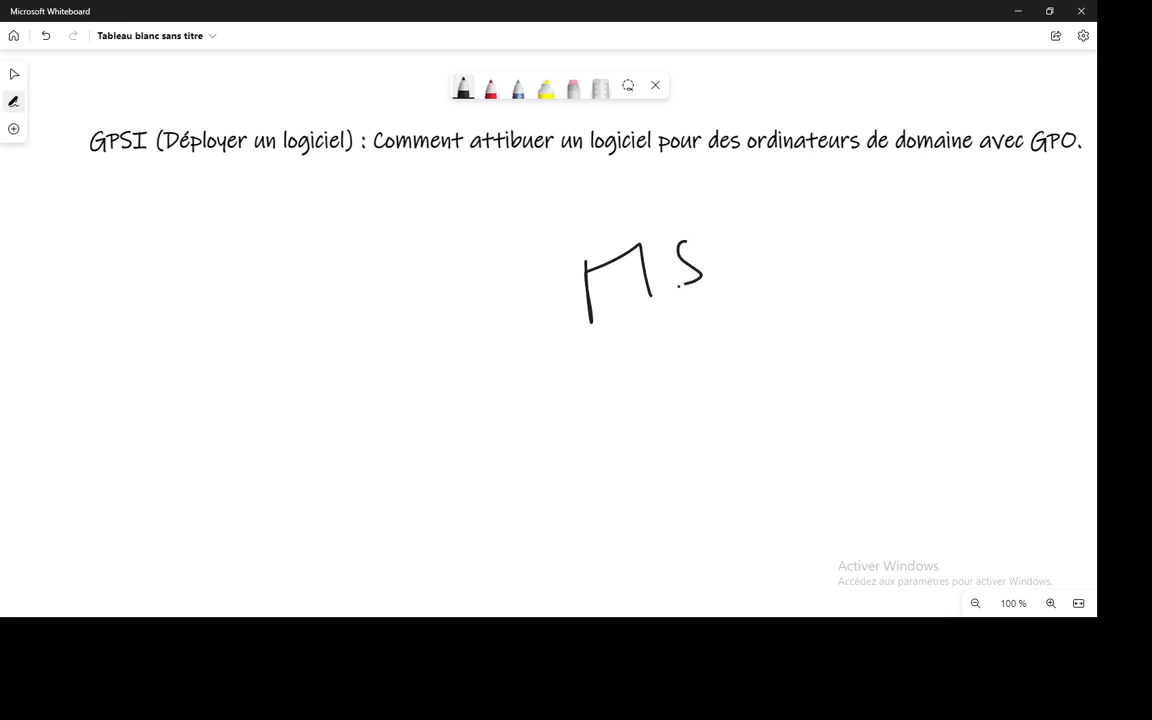 Microsoft Whiteboard
Tableau blanc sans titre
GPSI (Déployer un logiciel) : Comment attibuer un logiciel pour des ordinateurs de domaine avec GPO.
MS
Activer Windows
Accédez aux paramètres pour activer Windows.
100 %